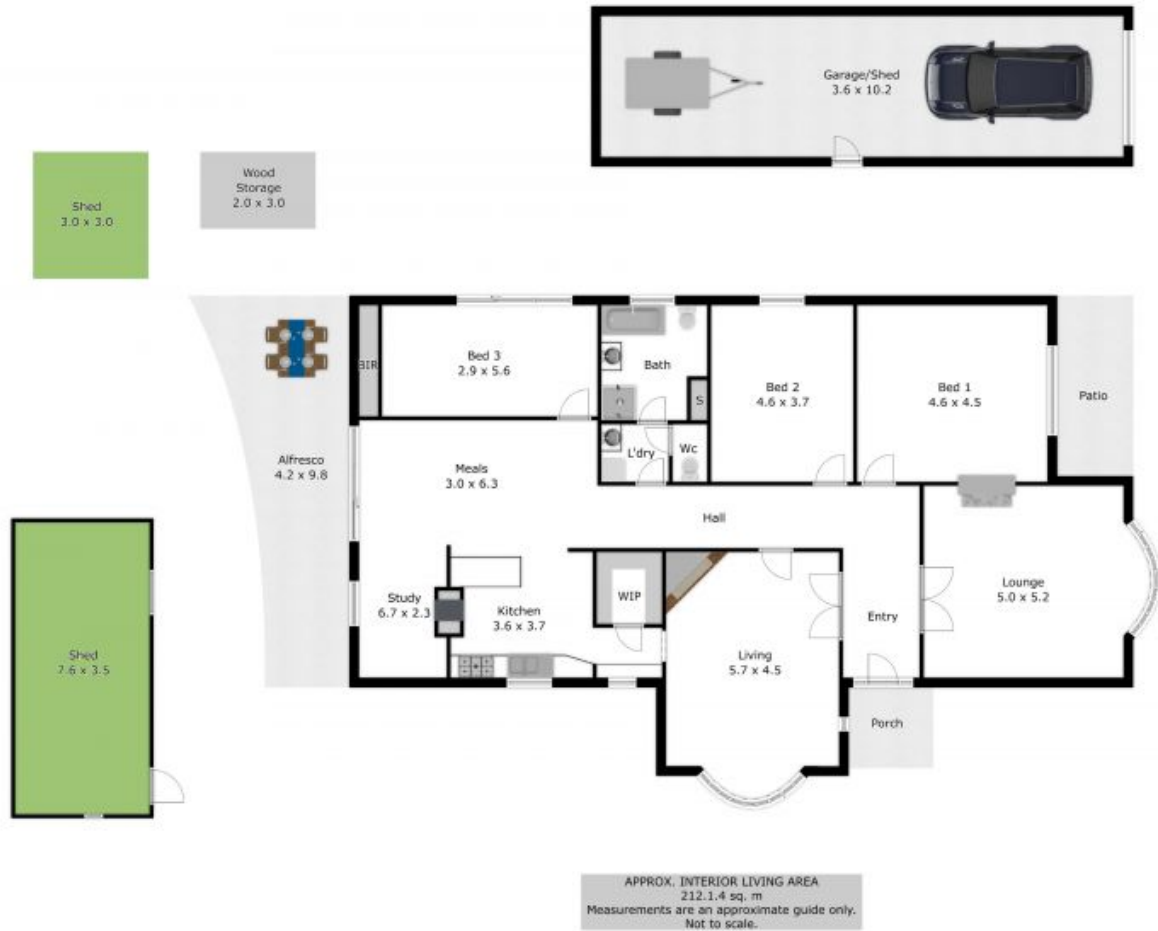 Garage/Shed
3.6 x 10.2
Shed
3.0 x 3.0
Wood
Storage
2.0 x 3.0
BIR
Bed 3
2.9 x 5.6
Bath
S
Bed 2
4.6 x 3.7
Bed 1
4.6 x 4.5
Patio
Alfresco
4.2 x 9.8
Meals
3.0 x 6.3
L'dry
Wc
Hall
Study
6.7 x 2.3
Kitchen
3.6 x 3.7
WIP
Living
5.7 x 4.5
Entry
Lounge
5.0 x 5.2
Porch
Shed
7.6 x 3.5
APPROX. INTERIOR LIVING AREA
212.1.4 sq. m
Measurements are an approximate guide only.
Not to scale.